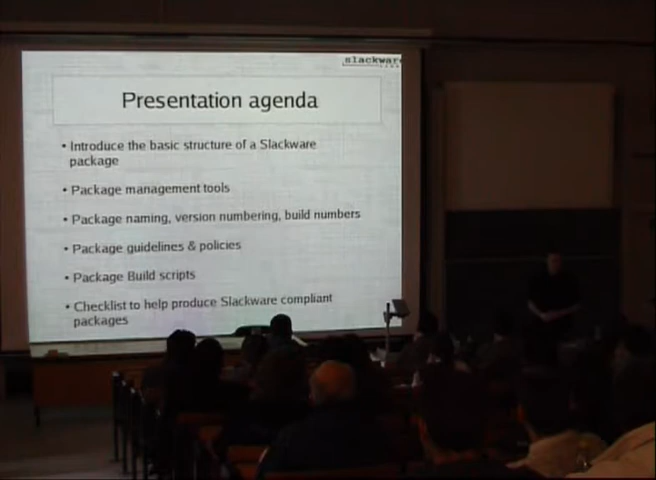 slackware
Presentation agenda
• Introduce the basic structure of a Slackware
package
• Package management tools
• Package naming, version numbering, build numbers
• Package guidelines & policies
• Package Build scripts
• Checklist to help produce Slackware compliant
packages